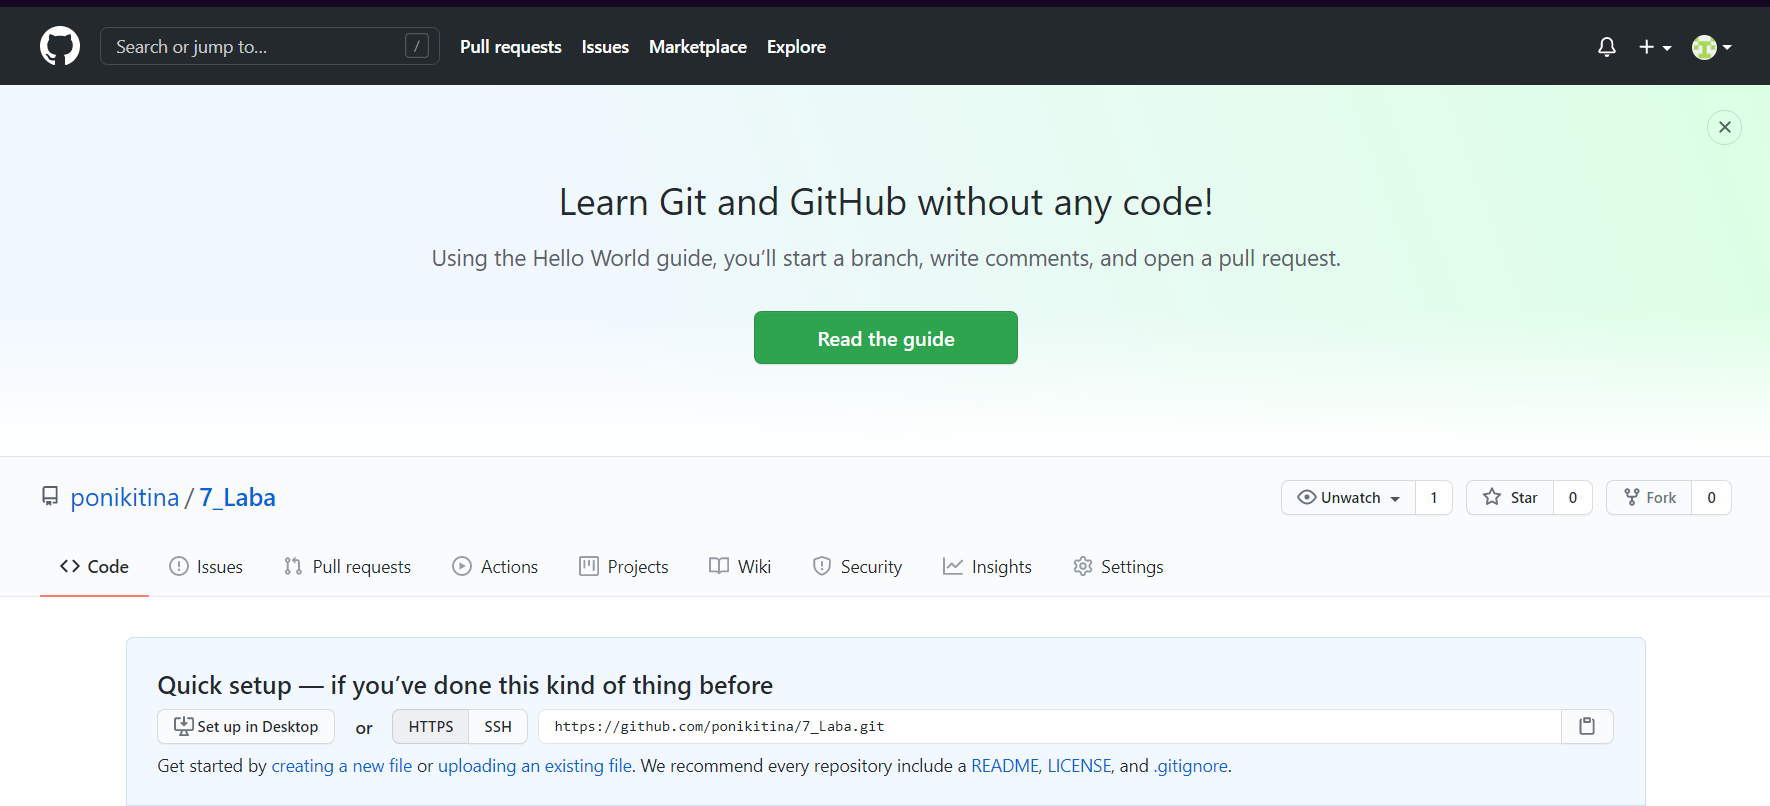 Search or jump to... / Pull requests Issues Marketplace Explore
Learn Git and GitHub without any code!
Using the Hello World guide, you’ll start a branch, write comments, and open a pull request.
Read the guide
ponikitina / 7_Laba Unwatch 1 Star 0 Fork 0
Code Issues Pull requests Actions Projects Wiki Security Insights Settings
Quick setup — if you’ve done this kind of thing before
Set up in Desktop or HTTPS SSH https://github.com/ponikitina/7_Laba.git
Get started by creating a new file or uploading an existing file. We recommend every repository include a README, LICENSE, and .gitignore.